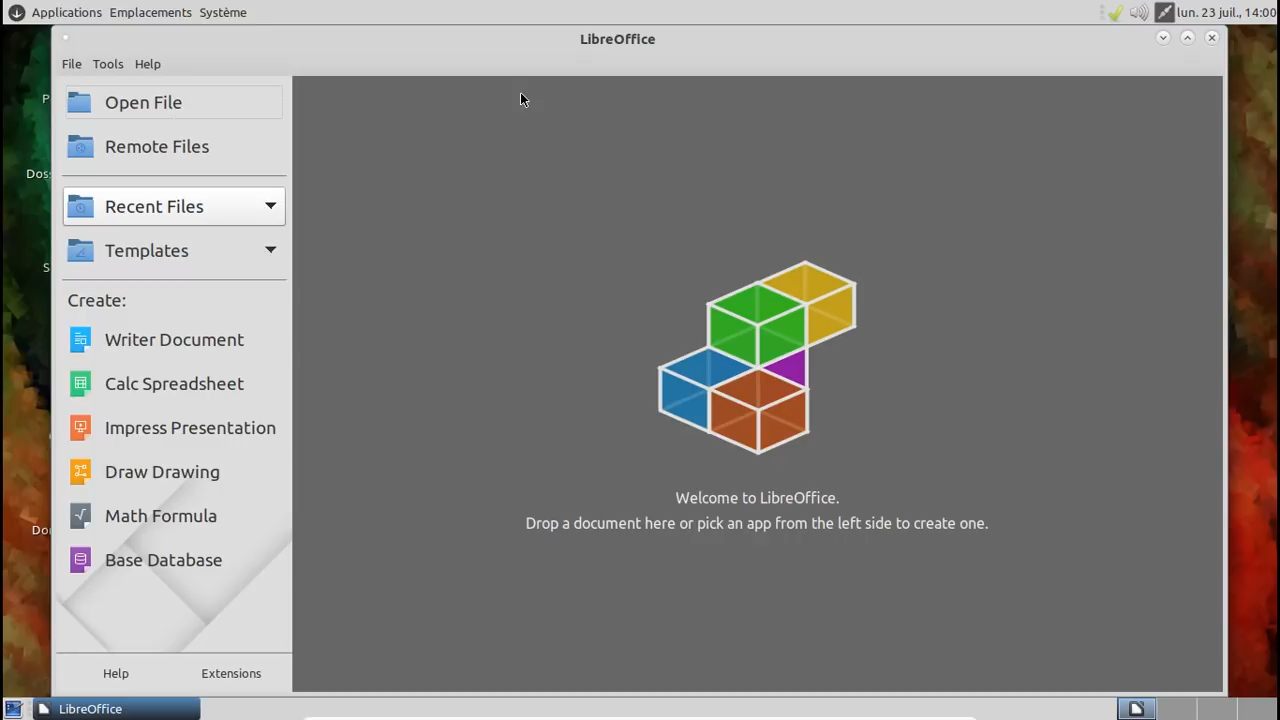 Applications Emplacements Système lun. 23 juil., 14:00
LibreOffice
File Tools Help
Open File
Remote Files
Recent Files
Templates
Create:
Writer Document
Calc Spreadsheet
Impress Presentation
Draw Drawing
Math Formula
Base Database
Welcome to LibreOffice.
Drop a document here or pick an app from the left side to create one.
Help Extensions
LibreOffice